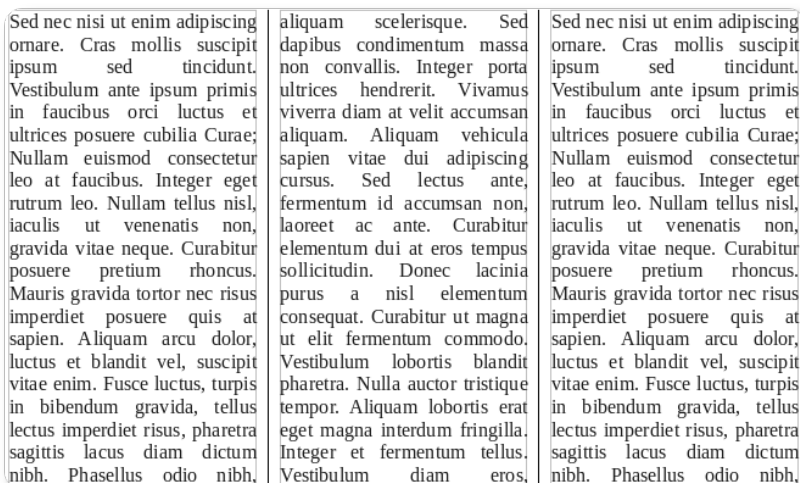 Sed nec nisi ut enim adipiscing
ornare. Cras mollis suscipit
ipsum sed tincidunt.
Vestibulum ante ipsum primis
in faucibus orci luctus et
ultrices posuere cubilia Curae;
Nullam euismod consectetur
leo at faucibus. Integer eget
rutrum leo. Nullam tellus nisl,
iaculis ut venenatis non,
gravida vitae neque. Curabitur
posuere pretium rhoncus.
Mauris gravida tortor nec risus
imperdiet posuere quis at
sapien. Aliquam arcu dolor,
luctus et blandit vel, suscipit
vitae enim. Fusce luctus, turpis
in bibendum gravida, tellus
lectus imperdiet risus, pharetra
sagittis lacus diam dictum
nibh. Phasellus odio nibh,
aliquam scelerisque. Sed
dapibus condimentum massa
non convallis. Integer porta
ultrices hendrerit. Vivamus
viverra diam at velit accumsan
aliquam. Aliquam vehicula
sapien vitae dui adipiscing
cursus. Sed lectus ante,
fermentum id accumsan non,
laoreet ac ante. Curabitur
elementum dui at eros tempus
sollicitudin. Donec lacinia
purus a nisl elementum
consequat. Curabitur ut magna
ut elit fermentum commodo.
Vestibulum lobortis blandit
pharetra. Nulla auctor tristique
tempor. Aliquam lobortis erat
eget magna interdum fringilla.
Integer et fermentum tellus.
Vestibulum diam eros,
Sed nec nisi ut enim adipiscing
ornare. Cras mollis suscipit
ipsum sed tincidunt.
Vestibulum ante ipsum primis
in faucibus orci luctus et
ultrices posuere cubilia Curae;
Nullam euismod consectetur
leo at faucibus. Integer eget
rutrum leo. Nullam tellus nisl,
iaculis ut venenatis non,
gravida vitae neque. Curabitur
posuere pretium rhoncus.
Mauris gravida tortor nec risus
imperdiet posuere quis at
sapien. Aliquam arcu dolor,
luctus et blandit vel, suscipit
vitae enim. Fusce luctus, turpis
in bibendum gravida, tellus
lectus imperdiet risus, pharetra
sagittis lacus diam dictum
nibh. Phasellus odio nibh,